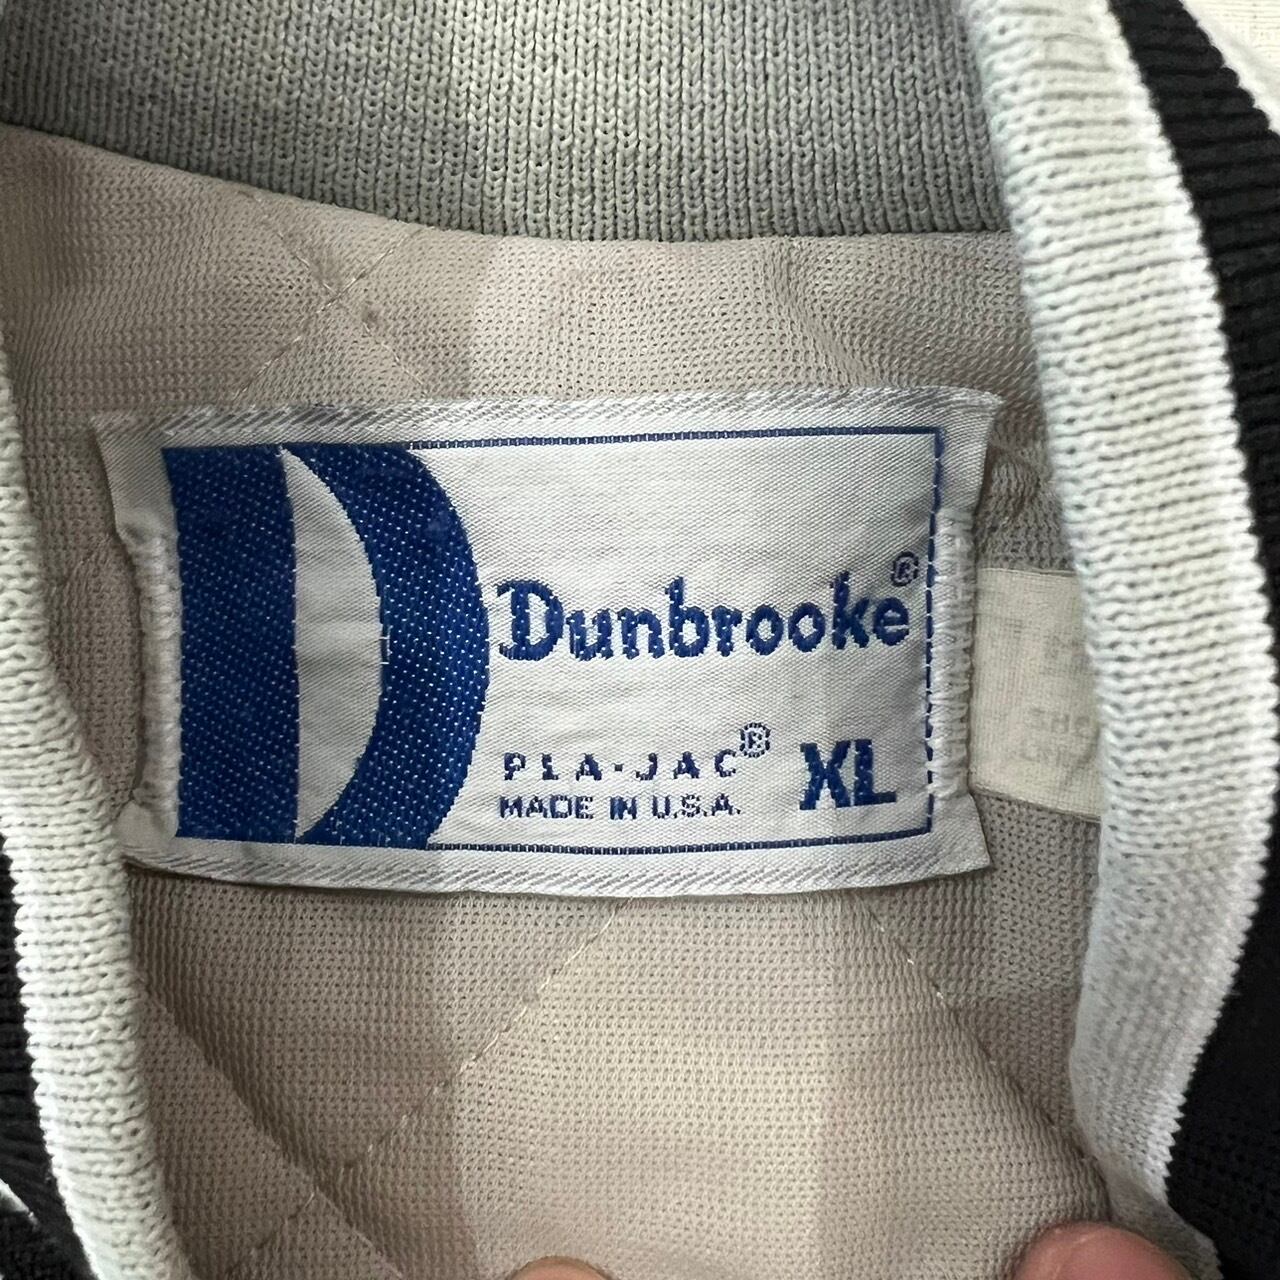 Dunbrooke®
PLA-JAC® XL
MADE IN U.S.A.